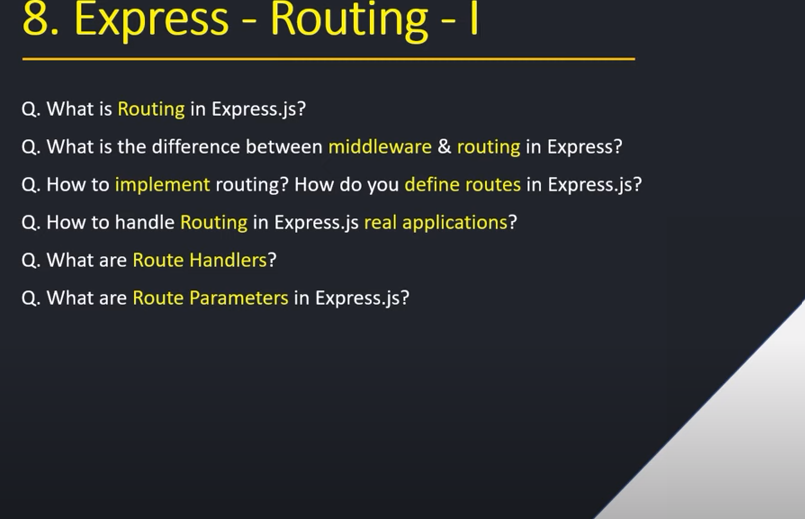 8. Express - Routing - I
Q. What is Routing in Express.js?
Q. What is the difference between middleware & routing in Express?
Q. How to implement routing? How do you define routes in Express.js?
Q. How to handle Routing in Express.js real applications?
Q. What are Route Handlers?
Q. What are Route Parameters in Express.js?